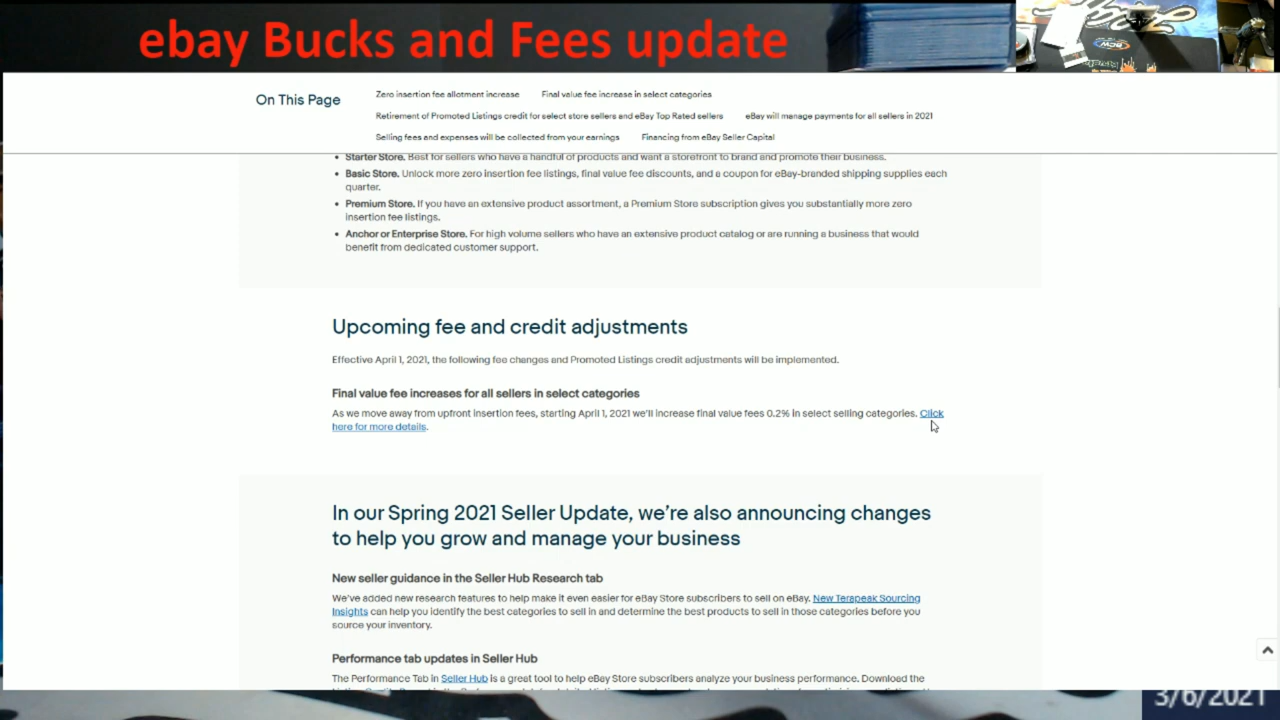 ebay Bucks and Fees update
On This Page
Zero insertion fee allotment increase
Final value fee increase in select categories
Retirement of Promoted Listings credit for select store sellers and eBay Top Rated sellers
eBay will manage payments for all sellers in 2021
Selling fees and expenses will be collected from your earnings
Financing from eBay Seller Capital
• Starter Store. Best for sellers who have a handful of products and want a storefront to brand and promote their business.
• Basic Store. Unlock more zero insertion fee listings, final value fee discounts, and a coupon for eBay-branded shipping supplies each
quarter.
• Premium Store. If you have an extensive product assortment, a Premium Store subscription gives you substantially more zero
insertion fee listings.
• Anchor or Enterprise Store. For high volume sellers who have an extensive product catalog or are running a business that would
benefit from dedicated customer support.
Upcoming fee and credit adjustments
Effective April 1, 2021, the following fee changes and Promoted Listings credit adjustments will be implemented.
Final value fee increases for all sellers in select categories
As we move away from upfront insertion fees, starting April 1, 2021 we'll increase final value fees 0.2% in select selling categories. Click
here for more details.
In our Spring 2021 Seller Update, we're also announcing changes
to help you grow and manage your business
New seller guidance in the Seller Hub Research tab
We've added new research features to help make it even easier for eBay Store subscribers to sell on eBay. New Terapeak Sourcing
Insights can help you identify the best categories to sell in and determine the best products to sell in those categories before you
source your inventory.
Performance tab updates in Seller Hub
The Performance Tab in Seller Hub is a great tool to help eBay Store subscribers analyze your business performance. Download the
3/6/2021